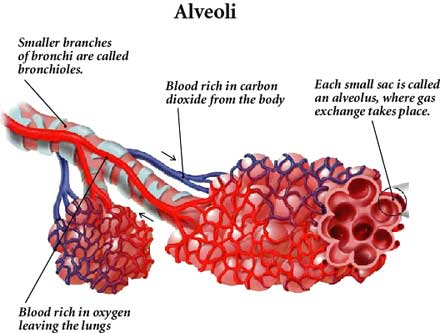 Alveoli
Smaller branches
of bronchi are called
bronchioles.
Blood rich in carbon
dioxide from the body
Each small sac is called
an alveolus, where gas
exchange takes place.
Blood rich in oxygen
leaving the lungs